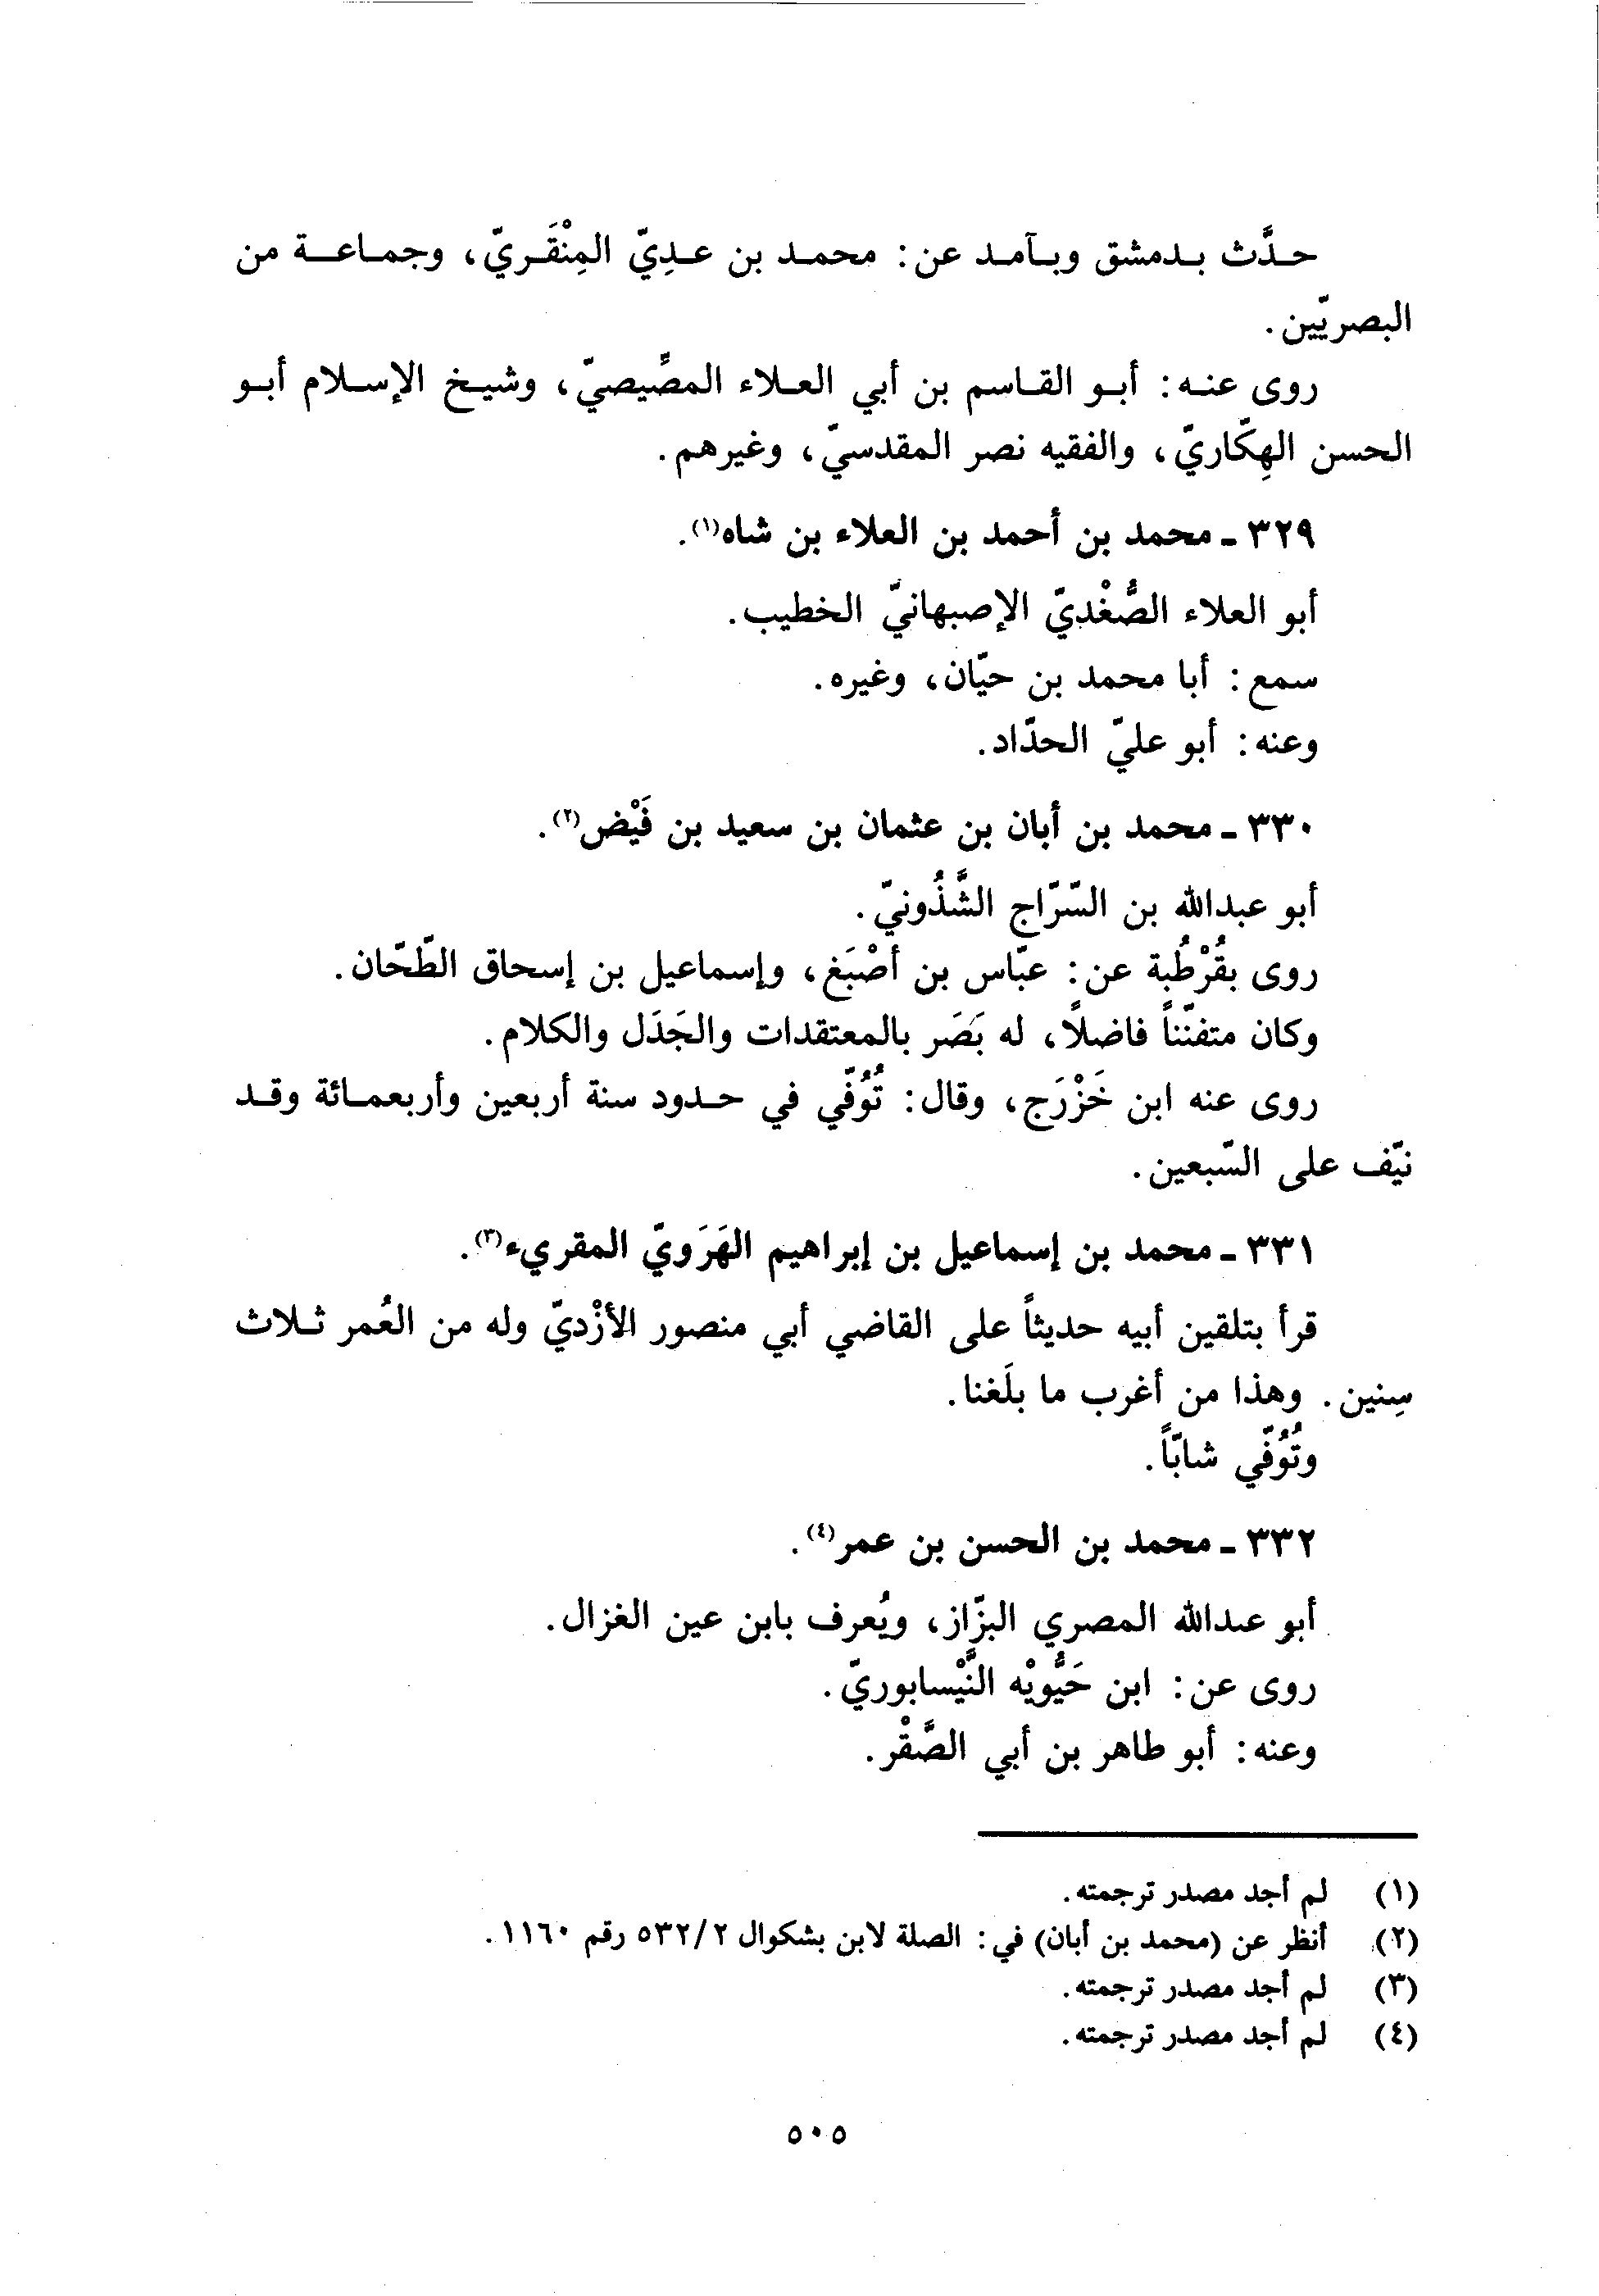 حدَّث بدمشق وبآمد عن: محمد بن عدِيّ المِنْقَريّ، وجماعة من
البصريّين.
روى عنه: أبو القاسم بن أبي العلاء المصّيصيّ، وشيخ الإسلام أبو
الحسن الهِكّاريّ، والفقيه نصر المقدسيّ، وغيرهم.
٣٢٩ ـ محمد بن أحمد بن العلاء بن شاه(١).
أبو العلاء الصُّغْديّ الإصبهانيّ الخطيب.
سمع: أبا محمد بن حيّان، وغيره.
وعنه: أبو عليّ الحدّاد.
٣٣٠ ـ محمد بن أبان بن عثمان بن سعيد بن فَيْض(٢).
أبو عبدالله بن السّرّاج الشَّذُونيّ.
روى بقُرْطُبة عن: عبّاس بن أصْبَغ، وإسماعيل بن إسحاق الطّحّان.
وكان متفنّناً فاضلاً، له بَصَر بالمعتقدات والجَدَل والكلام.
روى عنه ابن خَزْرَج، وقال: تُوُفّي في حدود سنة أربعين وأربعمائة وقد
نيّف على السّبعين.
٣٣١ ـ محمد بن إسماعيل بن إبراهيم الهَرَويّ المقريء(٣).
قرأ بتلقين أبيه حديثاً على القاضي أبي منصور الأزْديّ وله من العُمر ثلاث
سِنين. وهذا من أغرب ما بلَغنا.
وتُوُفّي شابّاً.
٣٣٢ ـ محمد بن الحسن بن عمر(٤).
أبو عبدالله المصري البزّاز، ويُعرف بابن عين الغزال.
روى عن: ابن حَيُّويْه النَّيْسابوريّ.
وعنه: أبو طاهر بن أبي الصَّقْر.
(١) لم أجد مصدر ترجمته.
(٢) أنظر عن (محمد بن أبان) في: الصلة لابن بشكوال ٥٣٢/٢ رقم ١١٦٠.
(٣) لم أجد مصدر ترجمته.
(٤) لم أجد مصدر ترجمته.
٥٠٥